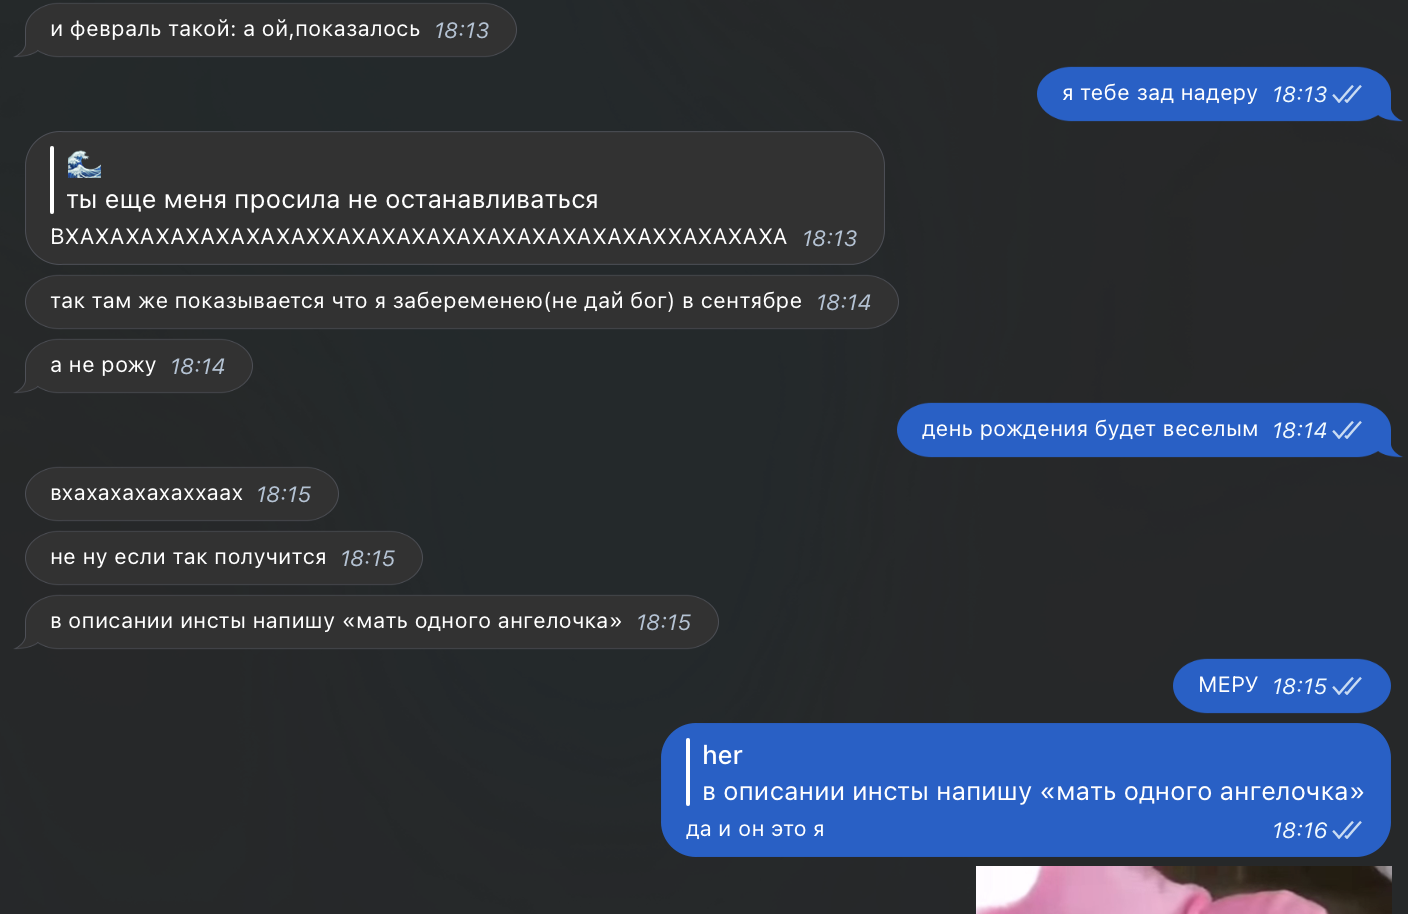 и февраль такой: а ой,показалось 18:13
я тебе зад надеру 18:13
🌊
ты еще меня просила не останавливаться
ВХАХАХАХАХАХАХАХАХХАХАХАХАХАХАХАХАХАХАХАХХАХАХАХА 18:13
так там же показывается что я забеременею(не дай бог) в сентябре 18:14
а не рожу 18:14
день рождения будет веселым 18:14
вхахахахахаххаах 18:15
не ну если так получится 18:15
в описании инсты напишу «мать одного ангелочка» 18:15
МЕРУ 18:15
her
в описании инсты напишу «мать одного ангелочка»
да и он это я 18:16